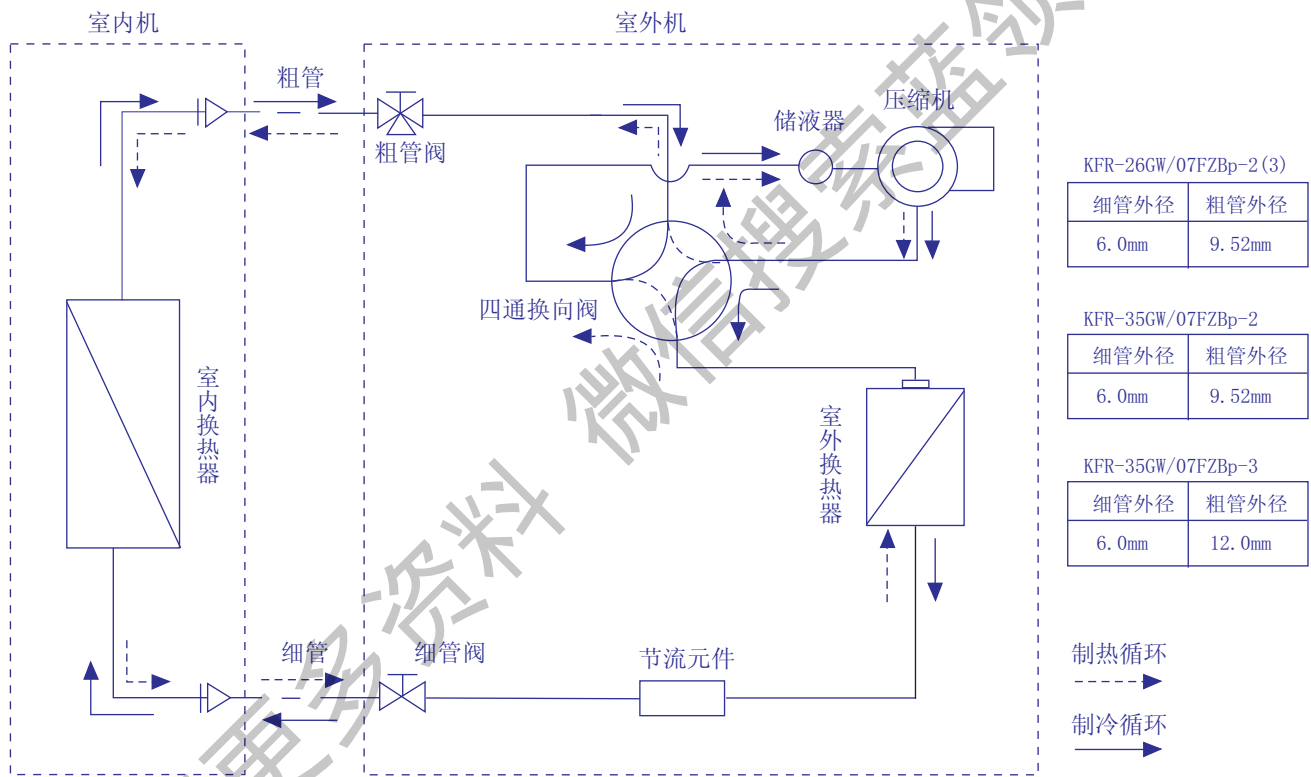 室内机
室外机
粗管
粗管阀
储液器
压缩机
四通换向阀
室内换热器
室外换热器
细管
细管阀
节流元件
KFR-26GW/07FZBp-2(3)
细管外径 粗管外径
6.0mm 9.52mm
KFR-35GW/07FZBp-2
细管外径 粗管外径
6.0mm 9.52mm
KFR-35GW/07FZBp-3
细管外径 粗管外径
6.0mm 12.0mm
制热循环
制冷循环
更多资料 微信搜索蓝领